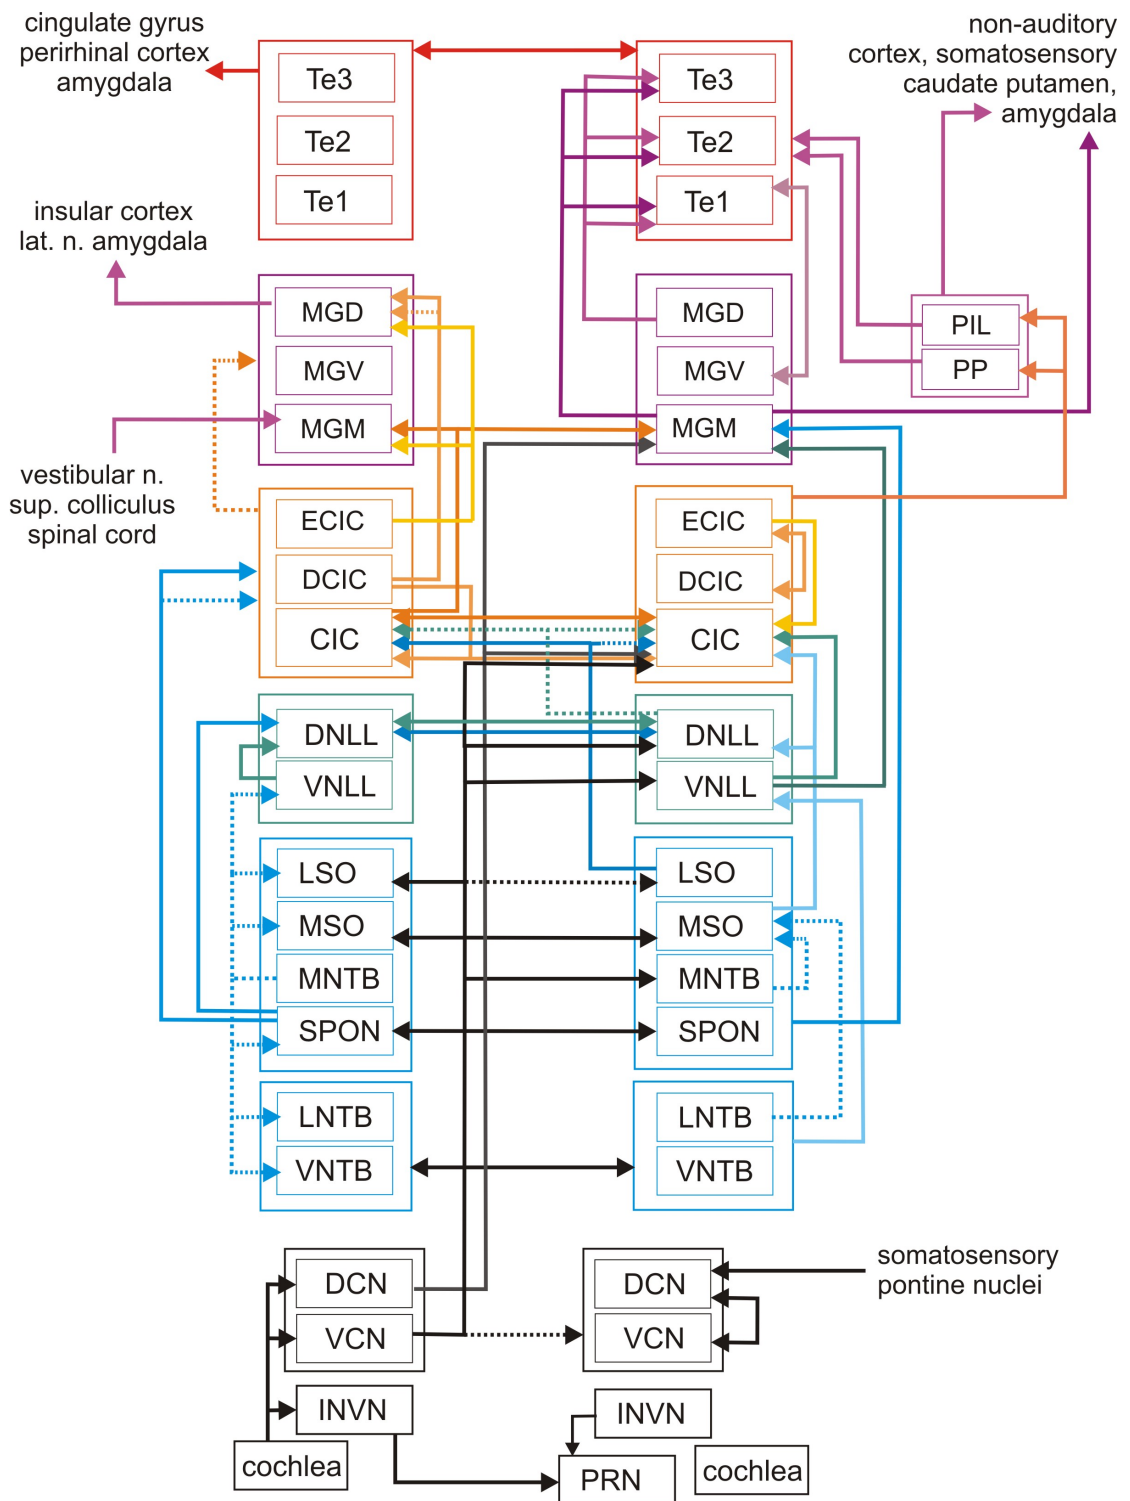 cingulate gyrus
perirhinal cortex
amygdala
non-auditory
cortex, somatosensory
caudate putamen,
amygdala
Te3
Te2
Te1
Te3
Te2
Te1
insular cortex
lat. n. amygdala
MGD
MGV
MGM
MGD
MGV
MGM
PIL
PP
vestibular n.
sup. colliculus
spinal cord
ECIC
DCIC
CIC
ECIC
DCIC
CIC
DNLL
VNLL
DNLL
VNLL
LSO
MSO
MNTB
SPON
LSO
MSO
MNTB
SPON
LNTB
VNTB
LNTB
VNTB
DCN
VCN
DCN
VCN
somatosensory
pontine nuclei
INVN
INVN
cochlea
PRN
cochlea